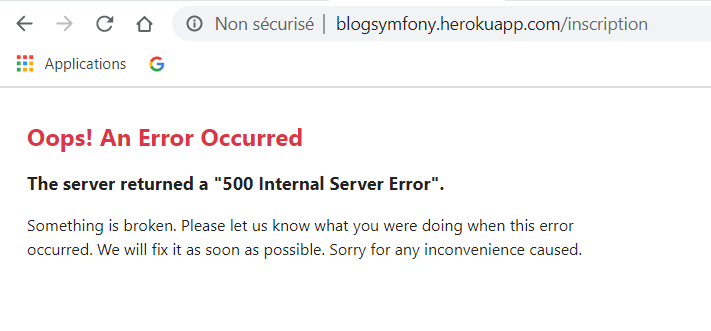 Non sécurisé | blogsymfony.herokuapp.com/inscription
Applications
Oops! An Error Occurred
The server returned a "500 Internal Server Error".
Something is broken. Please let us know what you were doing when this error
occurred. We will fix it as soon as possible. Sorry for any inconvenience caused.